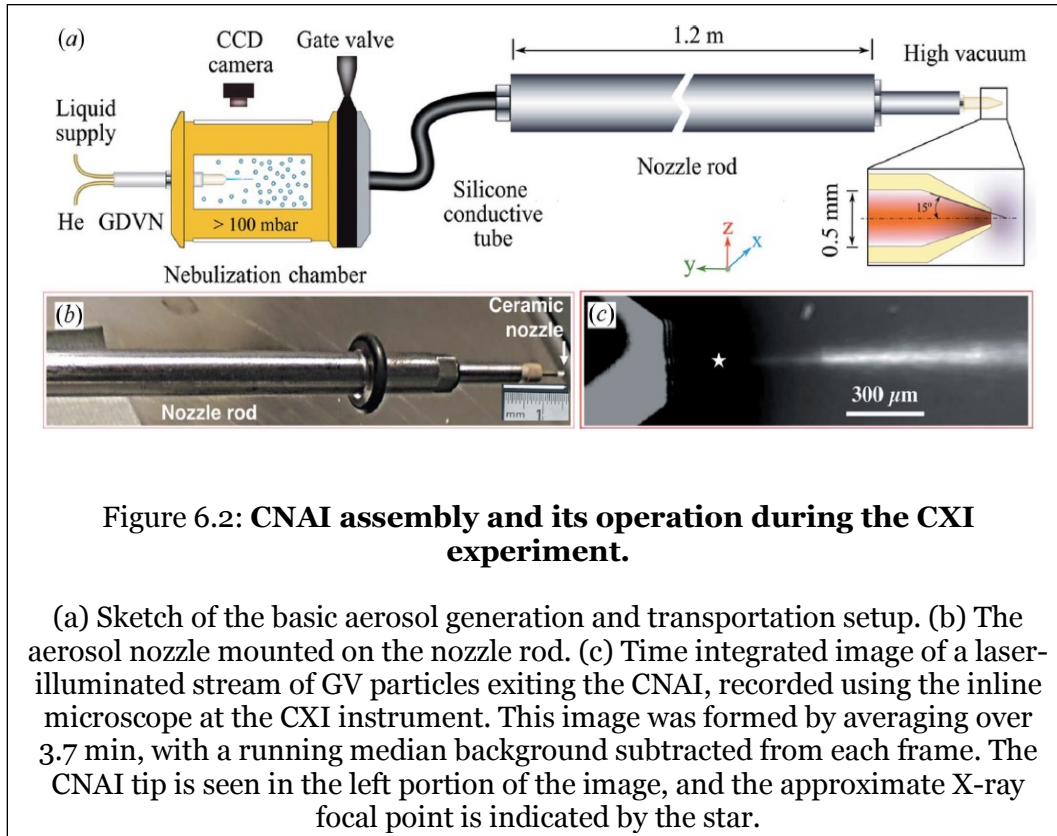 (a)
CCD
camera
Gate valve
1.2 m
High vacuum
Liquid
supply
He GDVN
> 100 mbar
Nebulization chamber
Silicone
conductive
tube
Nozzle rod
z
x
y
0.5 mm
15°
(b)
Ceramic
nozzle
Nozzle rod
mm 1
(c)
300 µm
Figure 6.2: CNAI assembly and its operation during the CXI
experiment.
(a) Sketch of the basic aerosol generation and transportation setup. (b) The
aerosol nozzle mounted on the nozzle rod. (c) Time integrated image of a laser-
illuminated stream of GV particles exiting the CNAI, recorded using the inline
microscope at the CXI instrument. This image was formed by averaging over
3.7 min, with a running median background subtracted from each frame. The
CNAI tip is seen in the left portion of the image, and the approximate X-ray
focal point is indicated by the star.